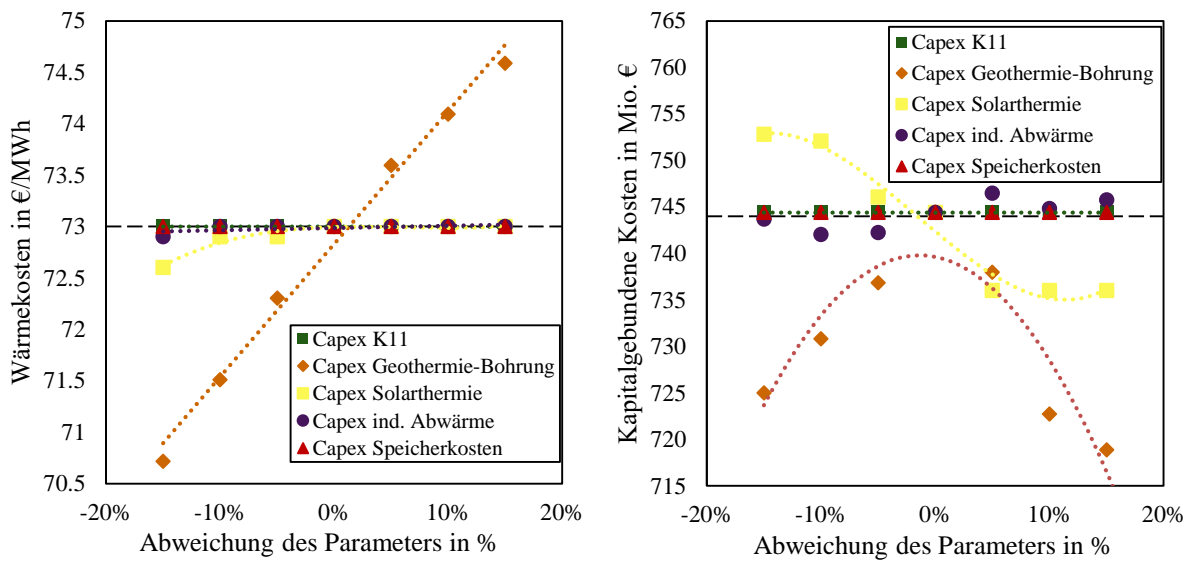 Wärmekosten in €/MWh
75
74.5
74
73.5
73
72.5
72
71.5
71
70.5
-20%
-10%
0%
10%
20%
Abweichung des Parameters in %
Capex K11
Capex Geothermie-Bohrung
Capex Solarthermie
Capex ind. Abwärme
Capex Speicherkosten
Kapitalgebundene Kosten in Mio. €
765
760
755
750
745
740
735
730
725
720
715
-20%
-10%
0%
10%
20%
Abweichung des Parameters in %
Capex K11
Capex Geothermie-Bohrung
Capex Solarthermie
Capex ind. Abwärme
Capex Speicherkosten